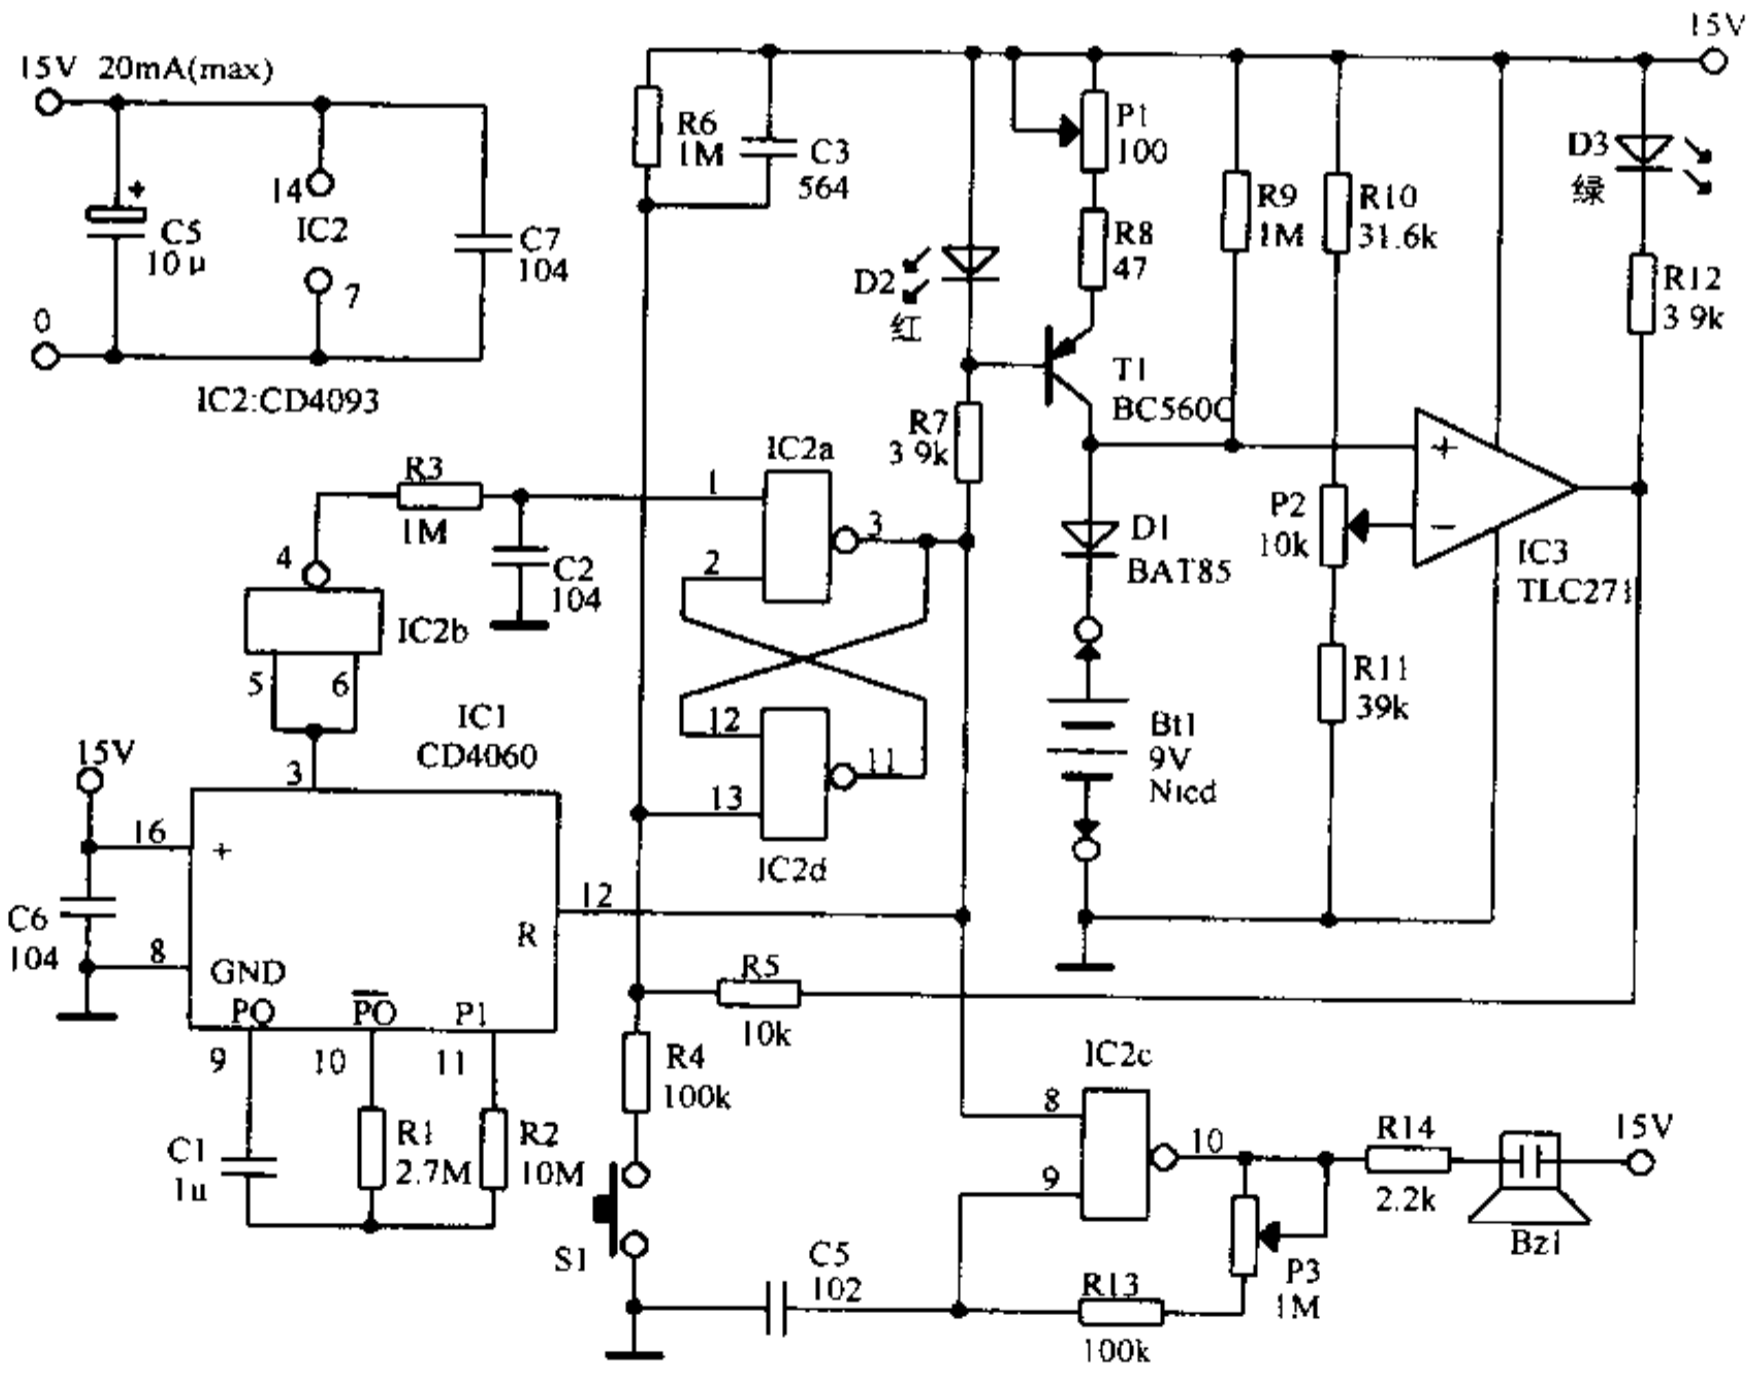 15V
15V 20mA(max)
R6
1M
C3
564
P1
100
D3
绿
14
IC2
7
C5
10μ
C7
104
0
IC2:CD4093
R9
1M
R10
31.6k
R8
47
D2
红
R12
3 9k
T1
BC560C
R7
3 9k
IC2a
R3
1M
1
2
3
4
C2
104
IC2b
5
6
+
−
P2
10k
IC3
TLC271
D1
BAT85
R11
39k
IC1
CD4060
12
13
11
IC2d
Bt1
9V
Nicd
15V
3
16
+
C6
104
8
GND
R
12
PO
PO
P1
9
10
11
R5
10k
R4
100k
IC2c
8
9
10
C1
1u
R1
2.7M
R2
10M
S1
C5
102
R13
100k
P3
1M
R14
2.2k
15V
Bz1